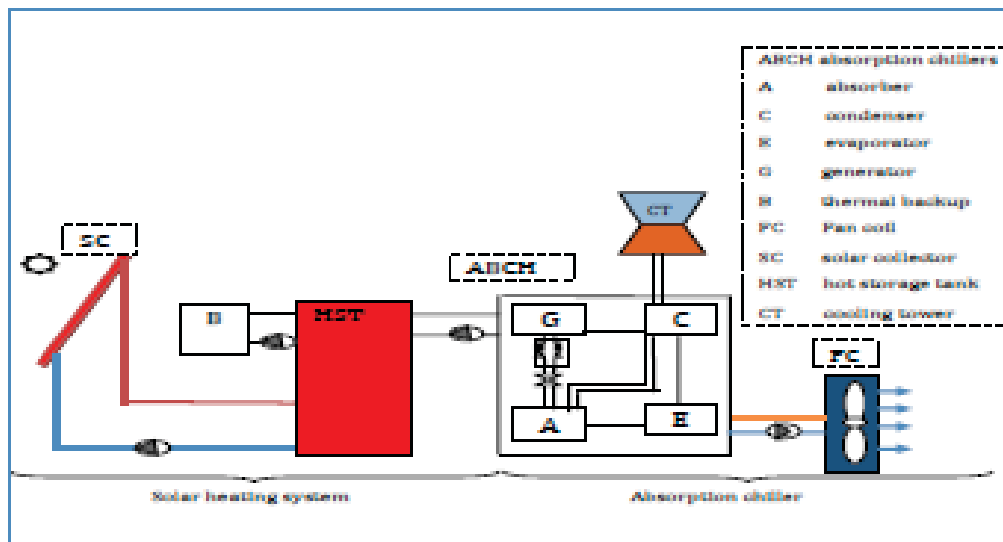 ABCH absorption chillers
A absorber
C condenser
E evaporator
G generator
B thermal backup
FC Fan coil
SC solar collector
HST hot storage tank
CT cooling tower
CT
SC
ABCH
B
HST
G
C
FC
A
E
Solar heating system
Absorption chiller